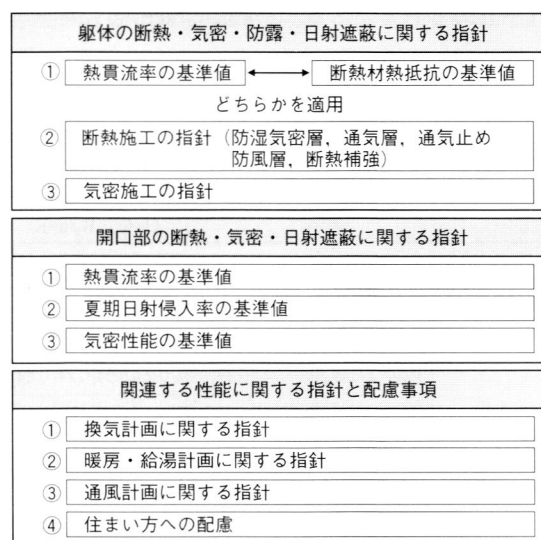 躯体の断熱・気密・防露・日射遮蔽に関する指針
① 熱貫流率の基準値 ←→ 断熱材熱抵抗の基準値
どちらかを適用
② 断熱施工の指針（防湿気密層，通気層，通気止め
防風層，断熱補強）
③ 気密施工の指針
開口部の断熱・気密・日射遮蔽に関する指針
① 熱貫流率の基準値
② 夏期日射侵入率の基準値
③ 気密性能の基準値
関連する性能に関する指針と配慮事項
① 換気計画に関する指針
② 暖房・給湯計画に関する指針
③ 通風計画に関する指針
④ 住まい方への配慮